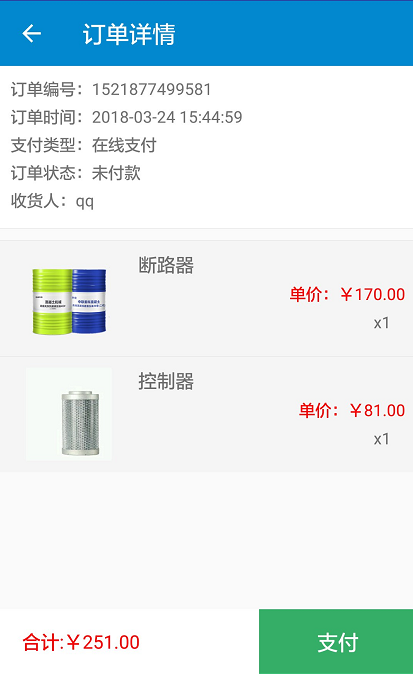 订单详情
订单编号：1521877499581
订单时间：2018-03-24 15:44:59
支付类型：在线支付
订单状态：未付款
收货人：qq
断路器
单价：￥170.00
x1
控制器
单价：￥81.00
x1
合计:￥251.00
支付